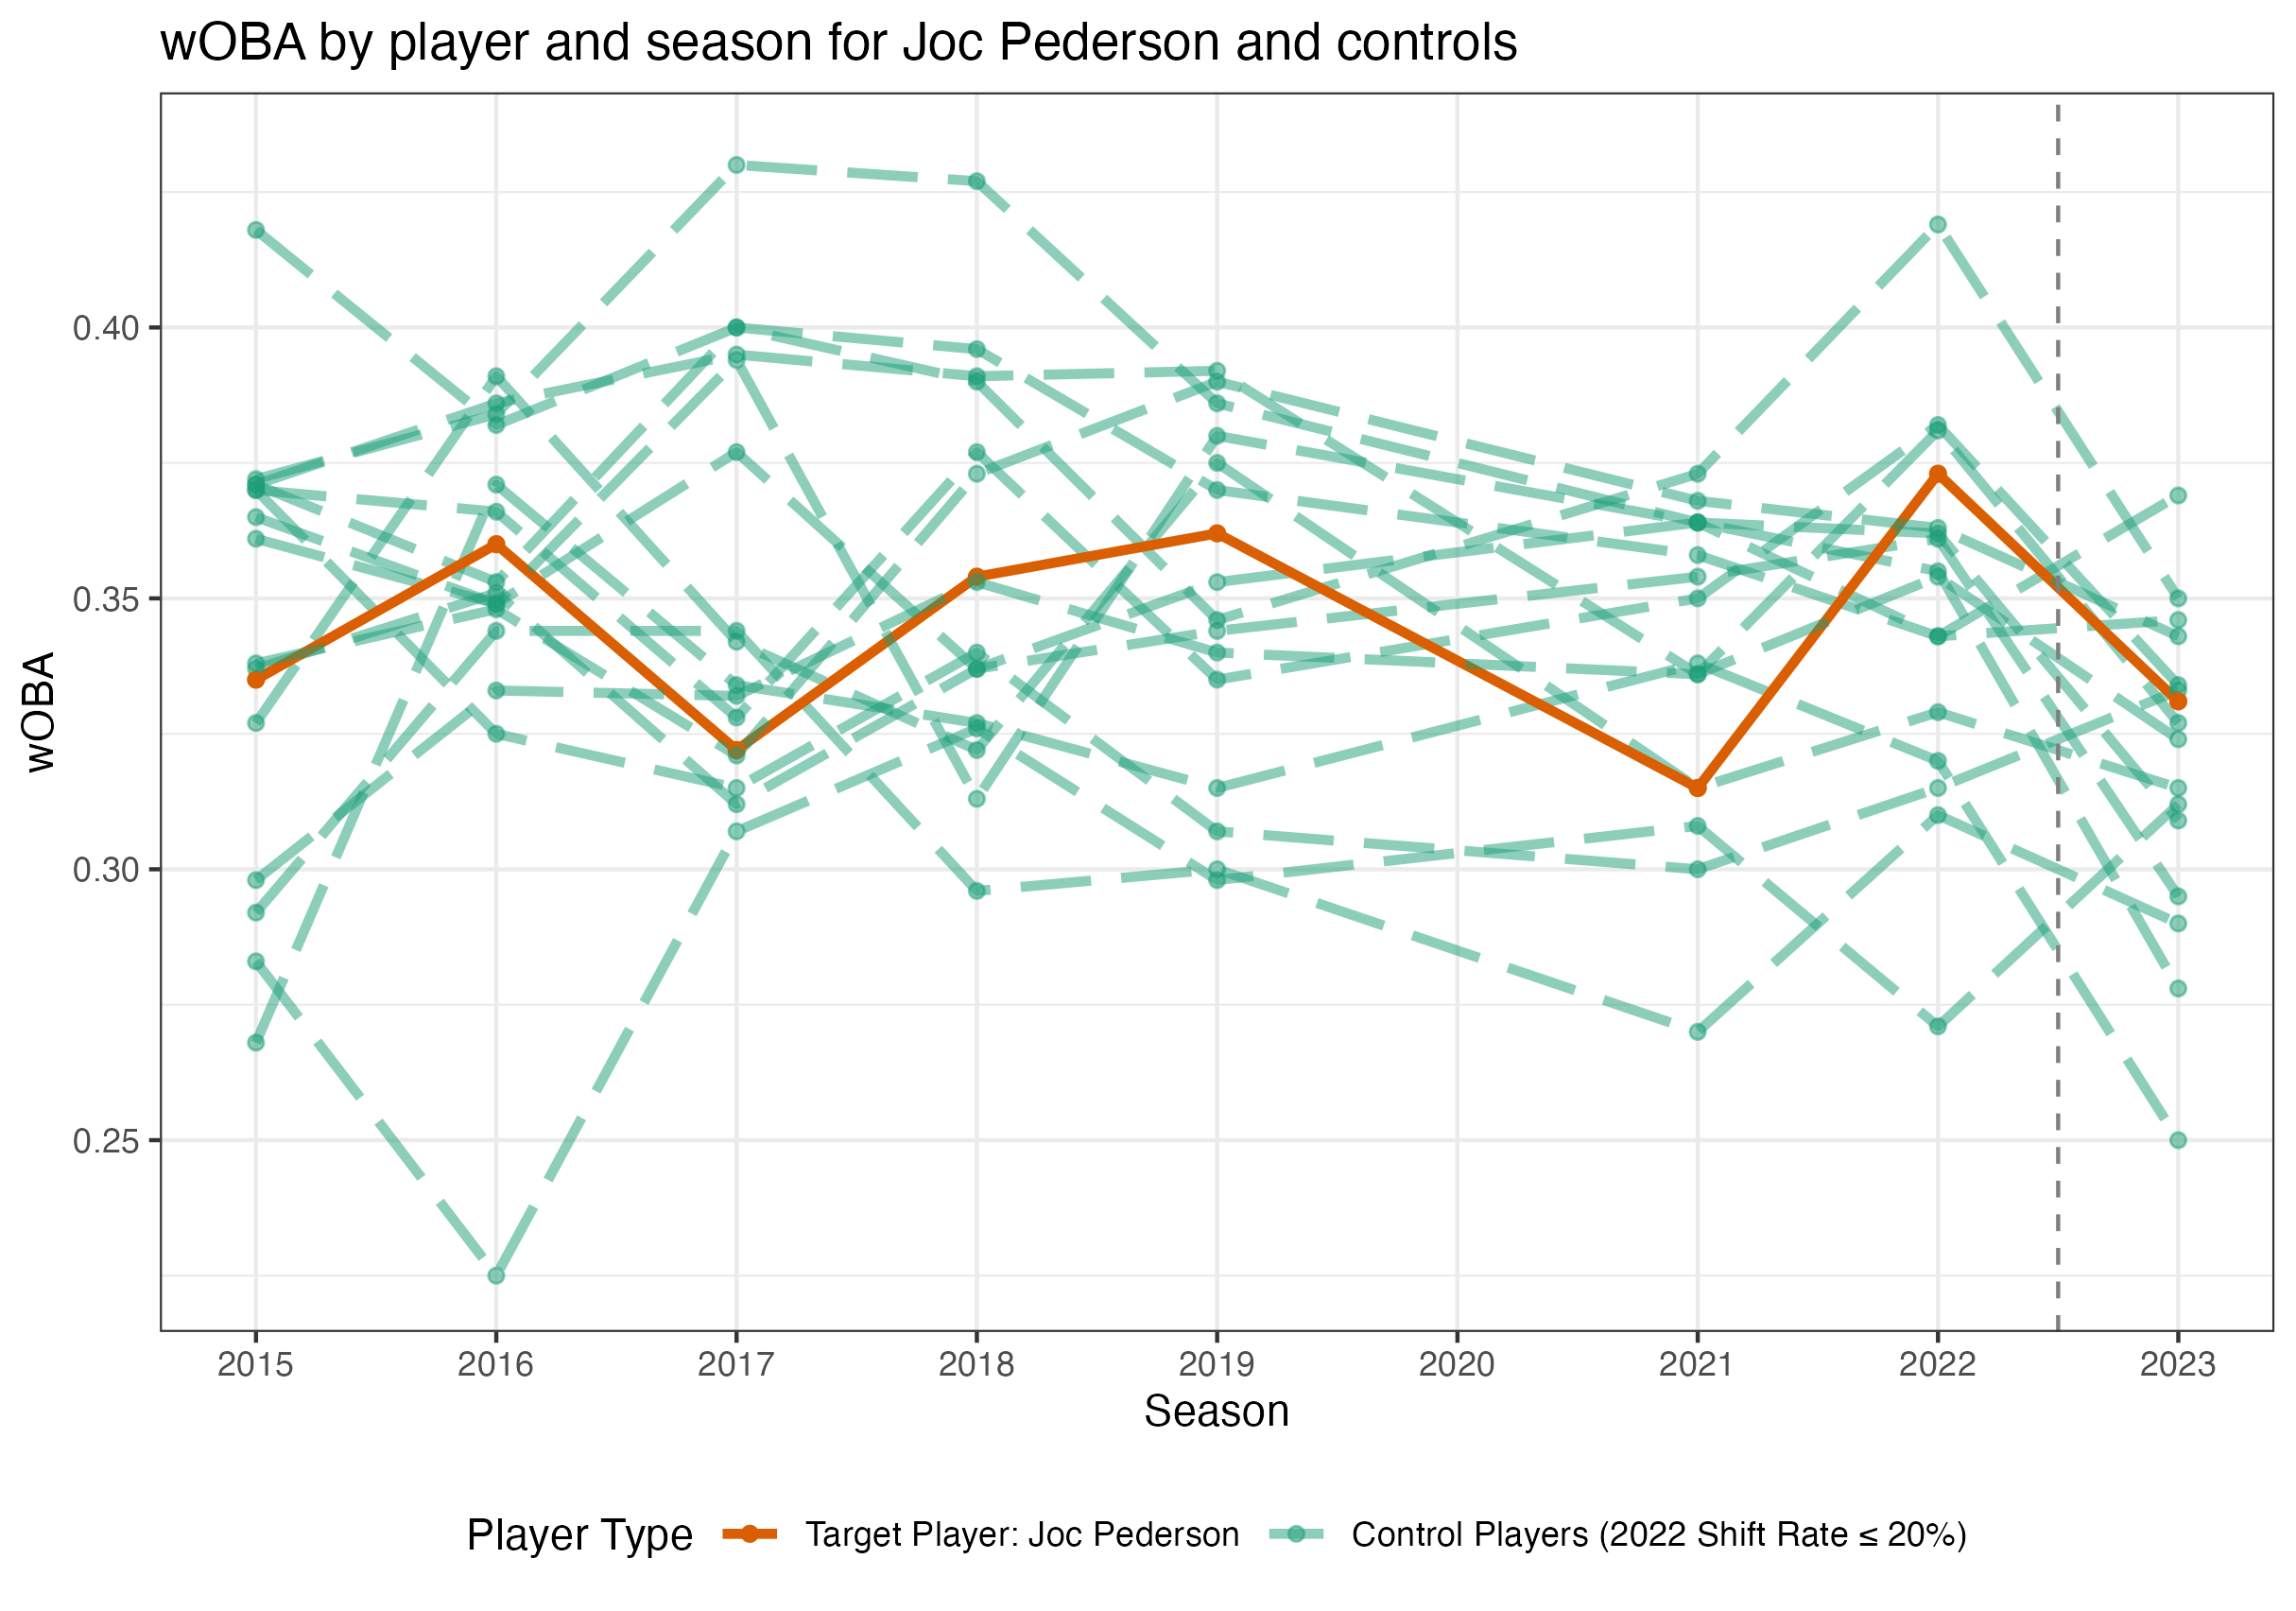 wOBA by player and season for Joc Pederson and controls
wOBA
0.40
0.35
0.30
0.25
2015 2016 2017 2018 2019 2020 2021 2022 2023
Season
Player Type Target Player: Joc Pederson Control Players (2022 Shift Rate ≤ 20%)